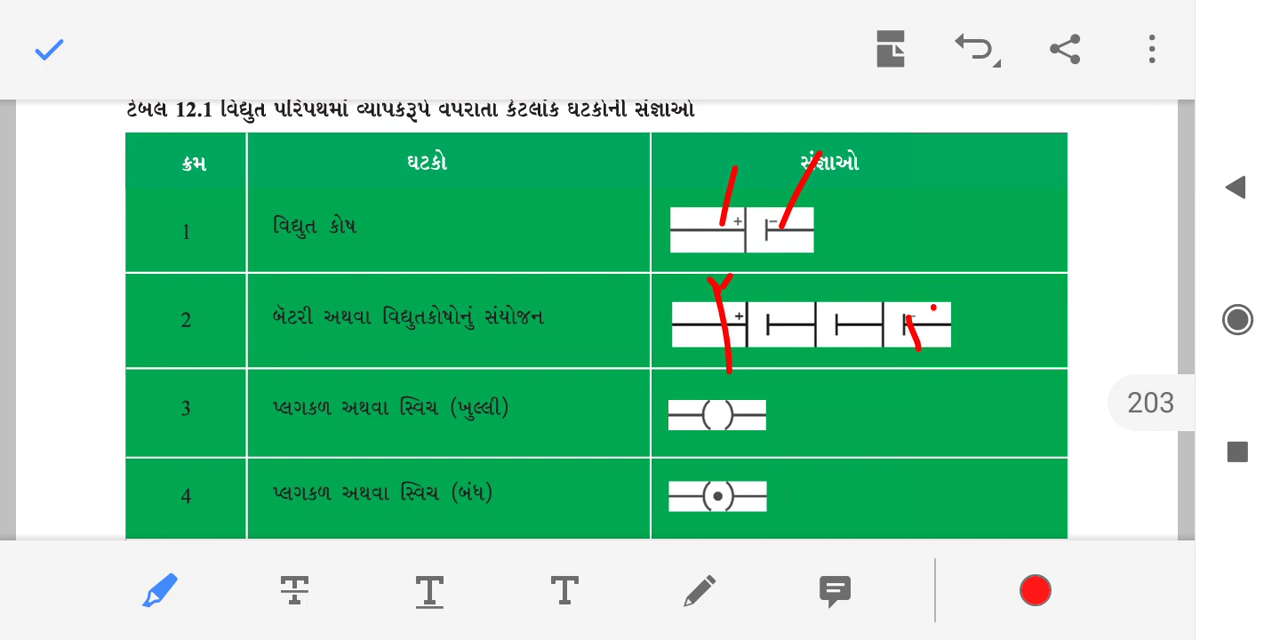 ટેબલ 12.1 વિદ્યુત પરિપથમાં વ્યાપકરૂપે વપરાતા કેટલાંક ઘટકોની સંજ્ઞાઓ
ક્રમ ઘટકો સંજ્ઞાઓ
1 વિદ્યુત કોષ + −
2 બૅટરી અથવા વિદ્યુતકોષોનું સંયોજન + −
3 પ્લગકળ અથવા સ્વિચ (ખુલ્લી)
203
4 પ્લગકળ અથવા સ્વિચ (બંધ)